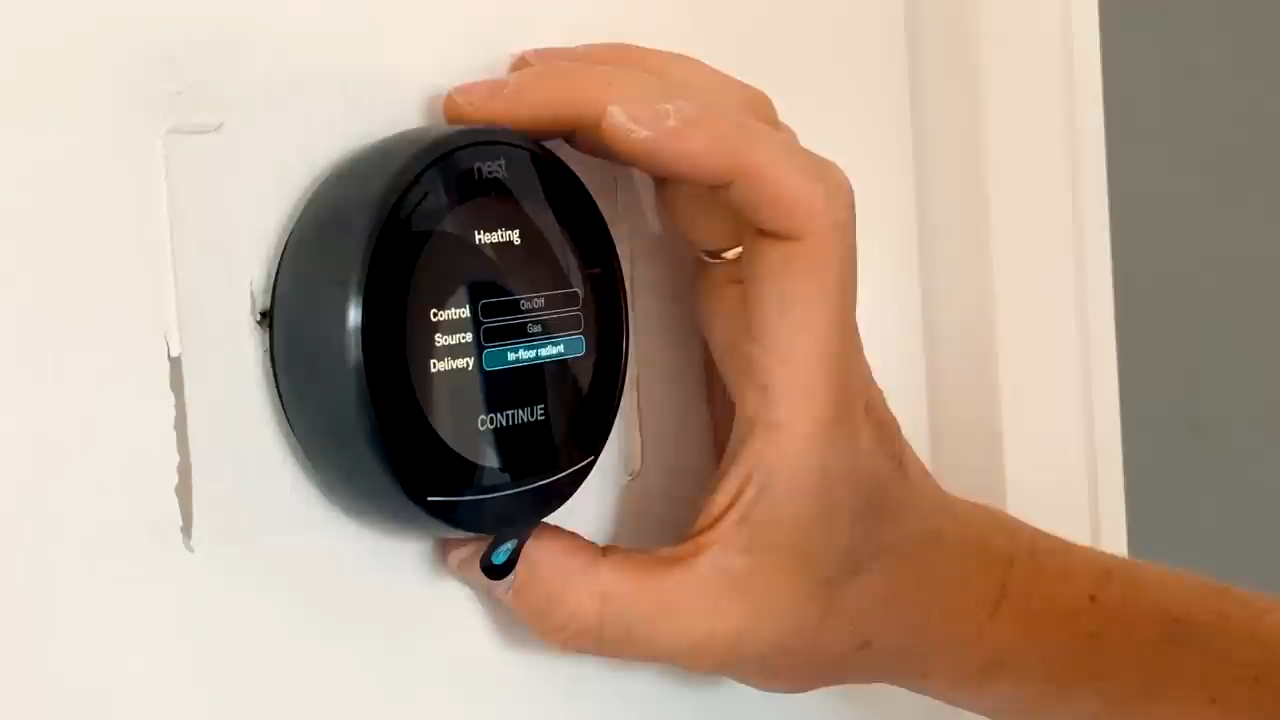 nest
Heating
Control On/Off
Source Gas
Delivery In-floor radiant
CONTINUE